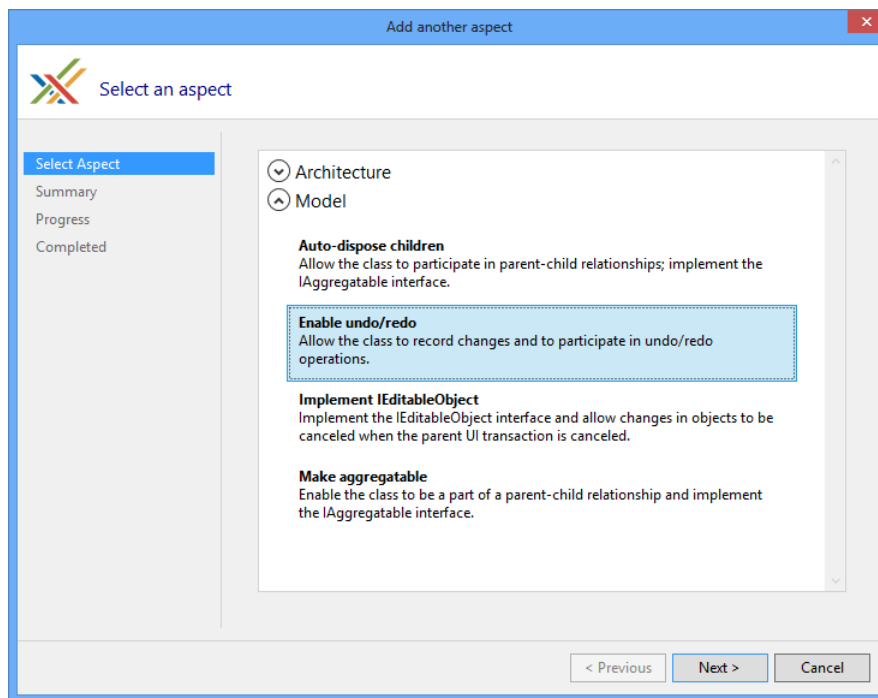 Add another aspect
Select an aspect
Select Aspect
Summary
Progress
Completed
Architecture
Model
Auto-dispose children
Allow the class to participate in parent-child relationships; implement the
IAggregatable interface.
Enable undo/redo
Allow the class to record changes and to participate in undo/redo
operations.
Implement IEditableObject
Implement the IEditableObject interface and allow changes in objects to be
canceled when the parent UI transaction is canceled.
Make aggregatable
Enable the class to be a part of a parent-child relationship and implement
the IAggregatable interface.
< Previous
Next >
Cancel